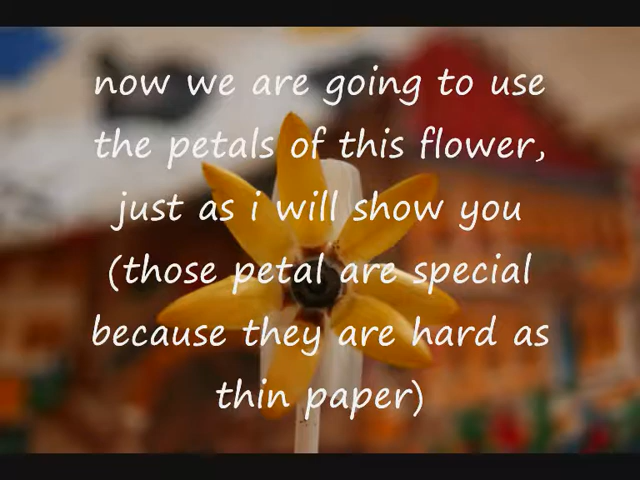 now we are going to use
the petals of this flower,
just as i will show you
(those petal are special
because they are hard as
thin paper)